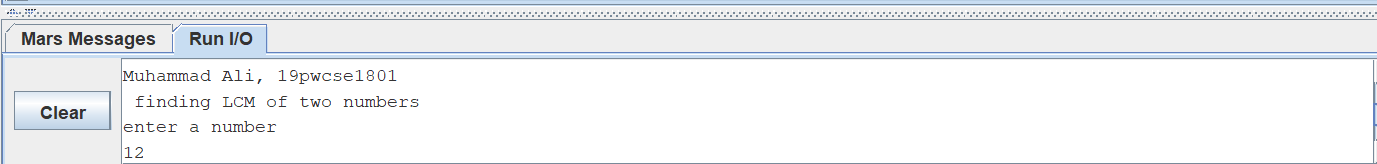 Mars Messages Run I/O
Muhammad Ali, 19pwcse1801
finding LCM of two numbers
Clear
enter a number
12